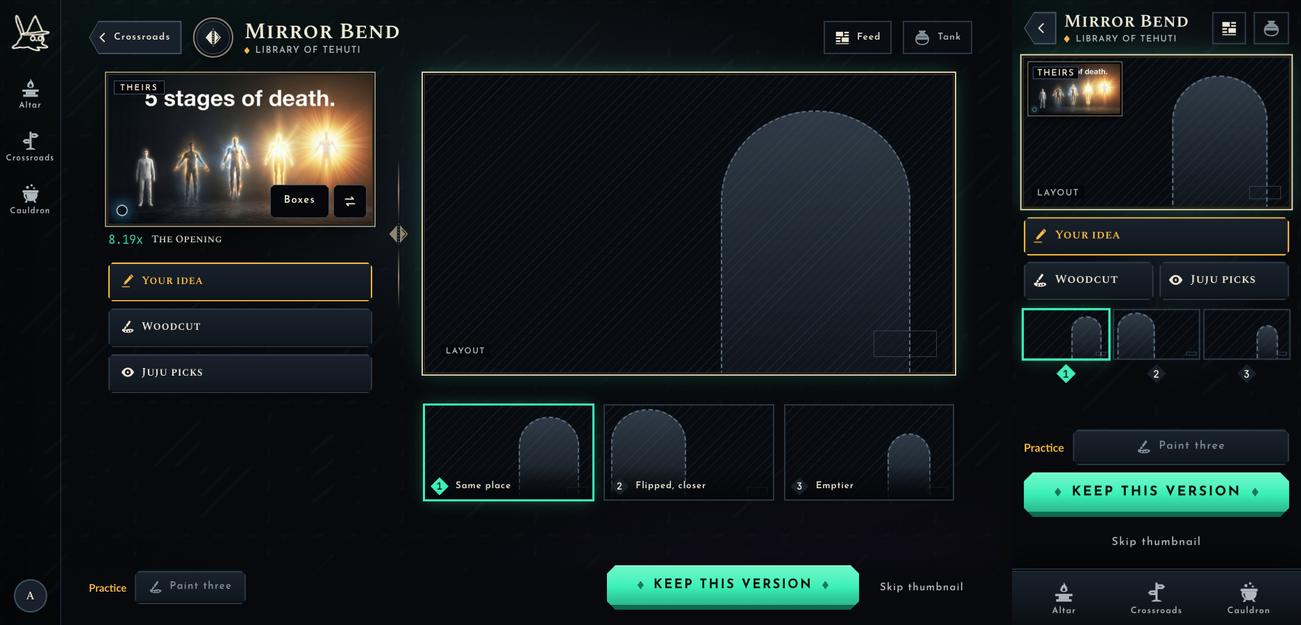 Crossroads
MIRROR BEND
LIBRARY OF TEHUTI
Feed
Tank
Altar
Crossroads
Cauldron
THEIRS
5 stages of death.
Boxes
8.19x THE OPENING
YOUR IDEA
WOODCUT
JUJU PICKS
LAYOUT
1 Same place
2 Flipped, closer
3 Emptier
A
Practice
Paint three
KEEP THIS VERSION
Skip thumbnail
MIRROR BEND
LIBRARY OF TEHUTI
THEIRS
of death.
LAYOUT
YOUR IDEA
WOODCUT
JUJU PICKS
1
2
3
Practice
Paint three
KEEP THIS VERSION
Skip thumbnail
Altar
Crossroads
Cauldron